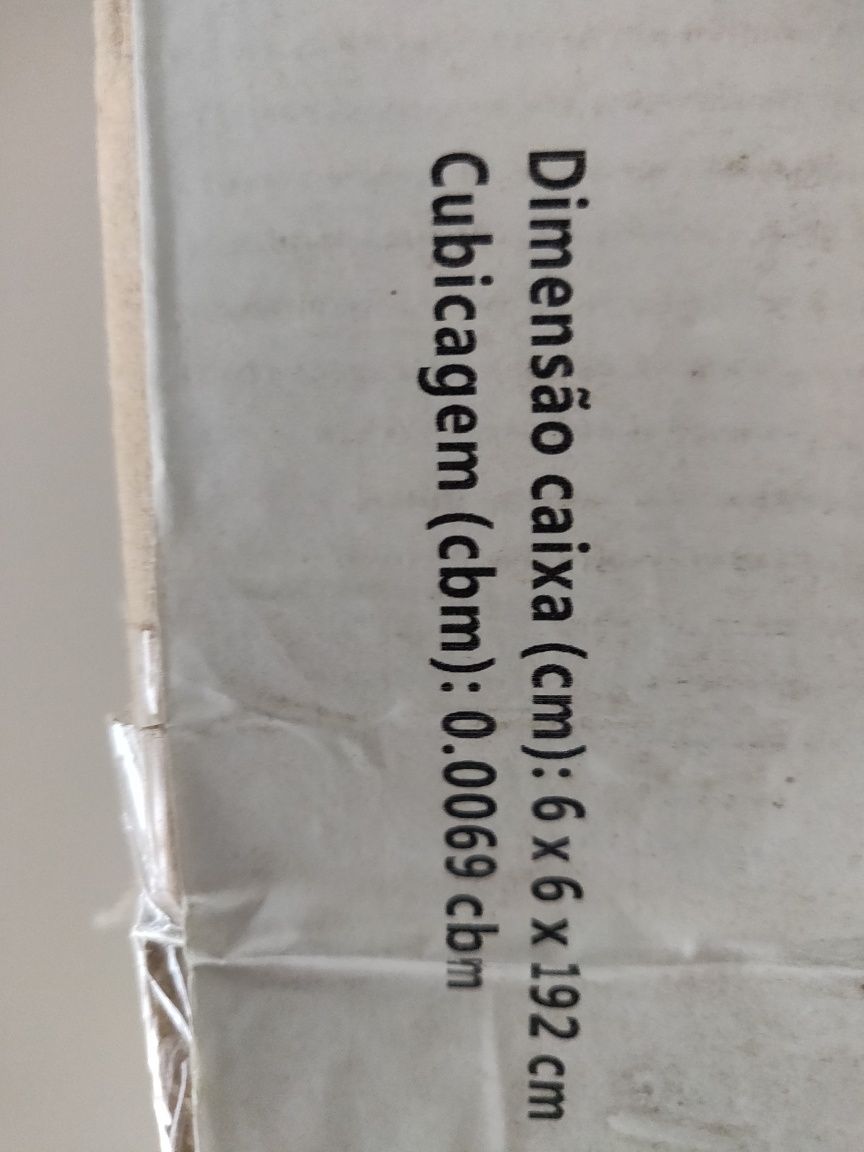 Dimensão caixa (cm): 6 x 6 x 192 cm
Cubicagem (cbm): 0.0069 cbm